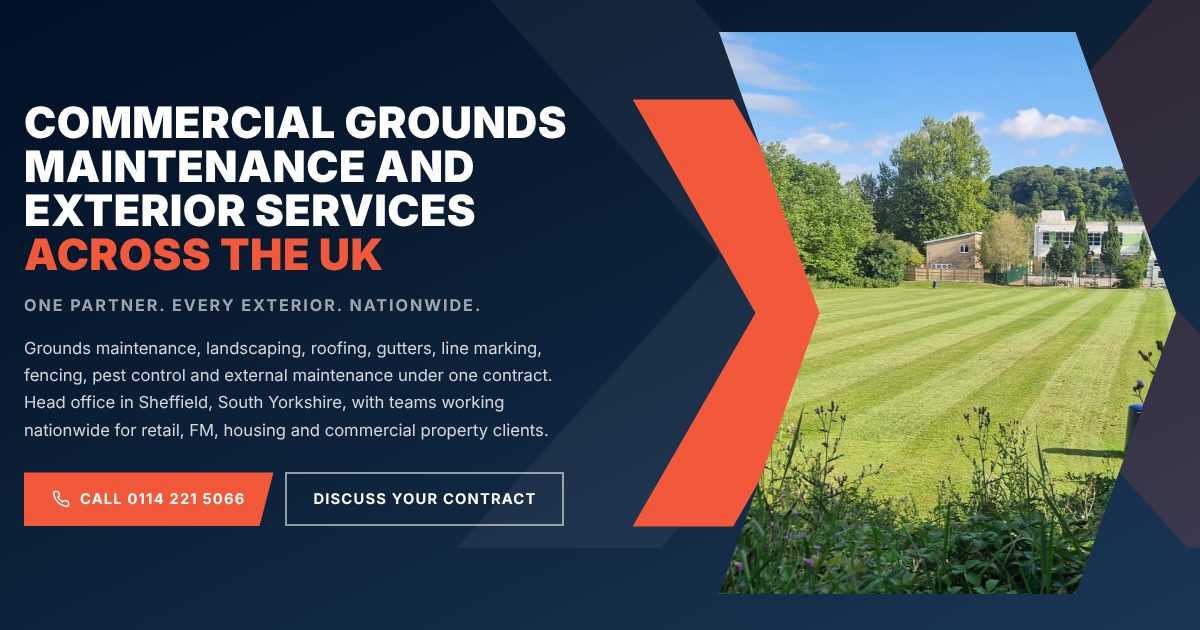 COMMERCIAL GROUNDS
MAINTENANCE AND
EXTERIOR SERVICES
ACROSS THE UK
ONE PARTNER. EVERY EXTERIOR. NATIONWIDE.
Grounds maintenance, landscaping, roofing, gutters, line marking,
fencing, pest control and external maintenance under one contract.
Head office in Sheffield, South Yorkshire, with teams working
nationwide for retail, FM, housing and commercial property clients.
CALL 0114 221 5066
DISCUSS YOUR CONTRACT